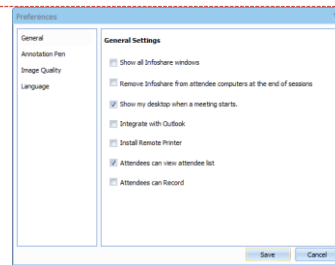 Preferences
General
Annotation Pen
Image Quality
Language
General Settings
Show all Infoshare windows
Remove Infoshare from attendee computers at the end of sessions
Show my desktop when a meeting starts.
Integrate with Outlook
Install Remote Printer
Attendees can view attendee list
Attendees can Record
Save
Cancel